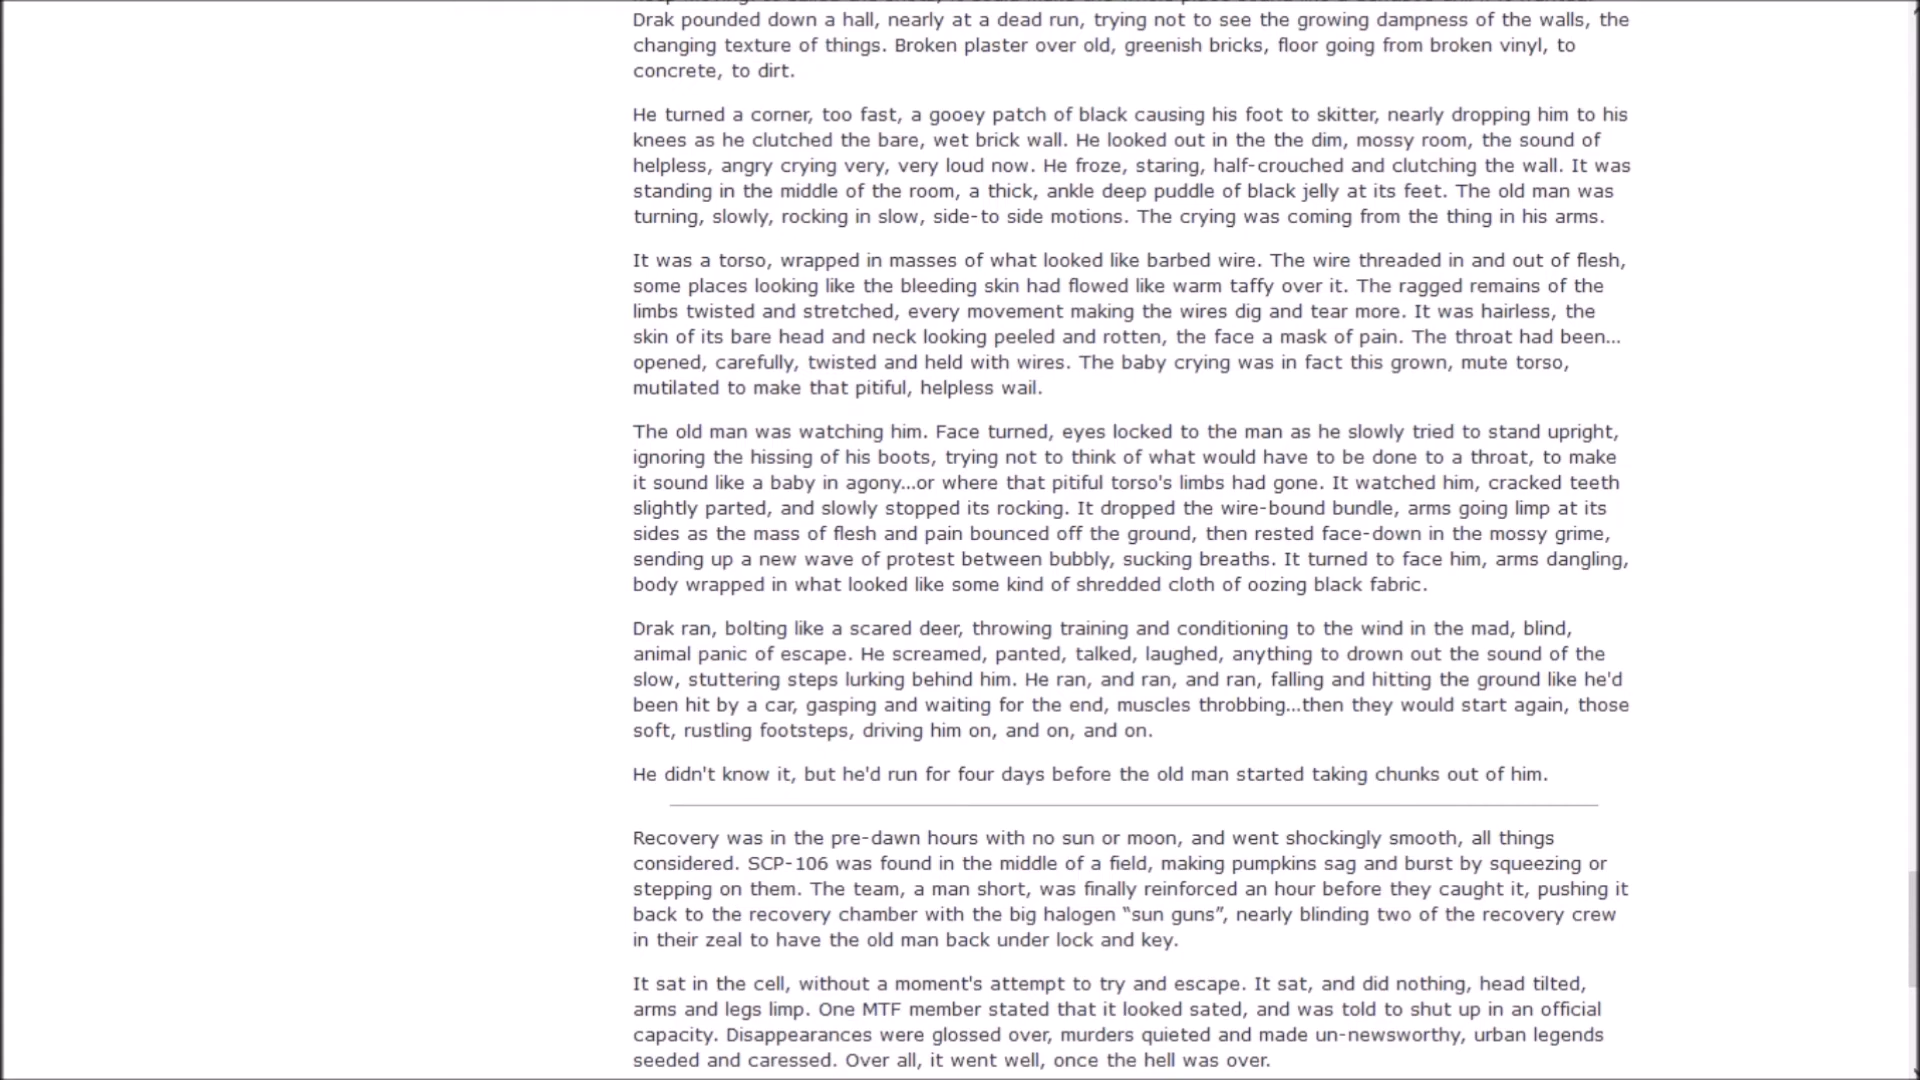 Drak pounded down a hall, nearly at a dead run, trying not to see the growing dampness of the walls, the
changing texture of things. Broken plaster over old, greenish bricks, floor going from broken vinyl, to
concrete, to dirt.
He turned a corner, too fast, a gooey patch of black causing his foot to skitter, nearly dropping him to his
knees as he clutched the bare, wet brick wall. He looked out in the the dim, mossy room, the sound of
helpless, angry crying very, very loud now. He froze, staring, half-crouched and clutching the wall. It was
standing in the middle of the room, a thick, ankle deep puddle of black jelly at its feet. The old man was
turning, slowly, rocking in slow, side-to side motions. The crying was coming from the thing in his arms.
It was a torso, wrapped in masses of what looked like barbed wire. The wire threaded in and out of flesh,
some places looking like the bleeding skin had flowed like warm taffy over it. The ragged remains of the
limbs twisted and stretched, every movement making the wires dig and tear more. It was hairless, the
skin of its bare head and neck looking peeled and rotten, the face a mask of pain. The throat had been...
opened, carefully, twisted and held with wires. The baby crying was in fact this grown, mute torso,
mutilated to make that pitiful, helpless wail.
The old man was watching him. Face turned, eyes locked to the man as he slowly tried to stand upright,
ignoring the hissing of his boots, trying not to think of what would have to be done to a throat, to make
it sound like a baby in agony...or where that pitiful torso's limbs had gone. It watched him, cracked teeth
slightly parted, and slowly stopped its rocking. It dropped the wire-bound bundle, arms going limp at its
sides as the mass of flesh and pain bounced off the ground, then rested face-down in the mossy grime,
sending up a new wave of protest between bubbly, sucking breaths. It turned to face him, arms dangling,
body wrapped in what looked like some kind of shredded cloth of oozing black fabric.
Drak ran, bolting like a scared deer, throwing training and conditioning to the wind in the mad, blind,
animal panic of escape. He screamed, panted, talked, laughed, anything to drown out the sound of the
slow, stuttering steps lurking behind him. He ran, and ran, and ran, falling and hitting the ground like he'd
been hit by a car, gasping and waiting for the end, muscles throbbing...then they would start again, those
soft, rustling footsteps, driving him on, and on, and on.
He didn't know it, but he'd run for four days before the old man started taking chunks out of him.
Recovery was in the pre-dawn hours with no sun or moon, and went shockingly smooth, all things
considered. SCP-106 was found in the middle of a field, making pumpkins sag and burst by squeezing or
stepping on them. The team, a man short, was finally reinforced an hour before they caught it, pushing it
back to the recovery chamber with the big halogen “sun guns”, nearly blinding two of the recovery crew
in their zeal to have the old man back under lock and key.
It sat in the cell, without a moment's attempt to try and escape. It sat, and did nothing, head tilted,
arms and legs limp. One MTF member stated that it looked sated, and was told to shut up in an official
capacity. Disappearances were glossed over, murders quieted and made un-newsworthy, urban legends
seeded and caressed. Over all, it went well, once the hell was over.